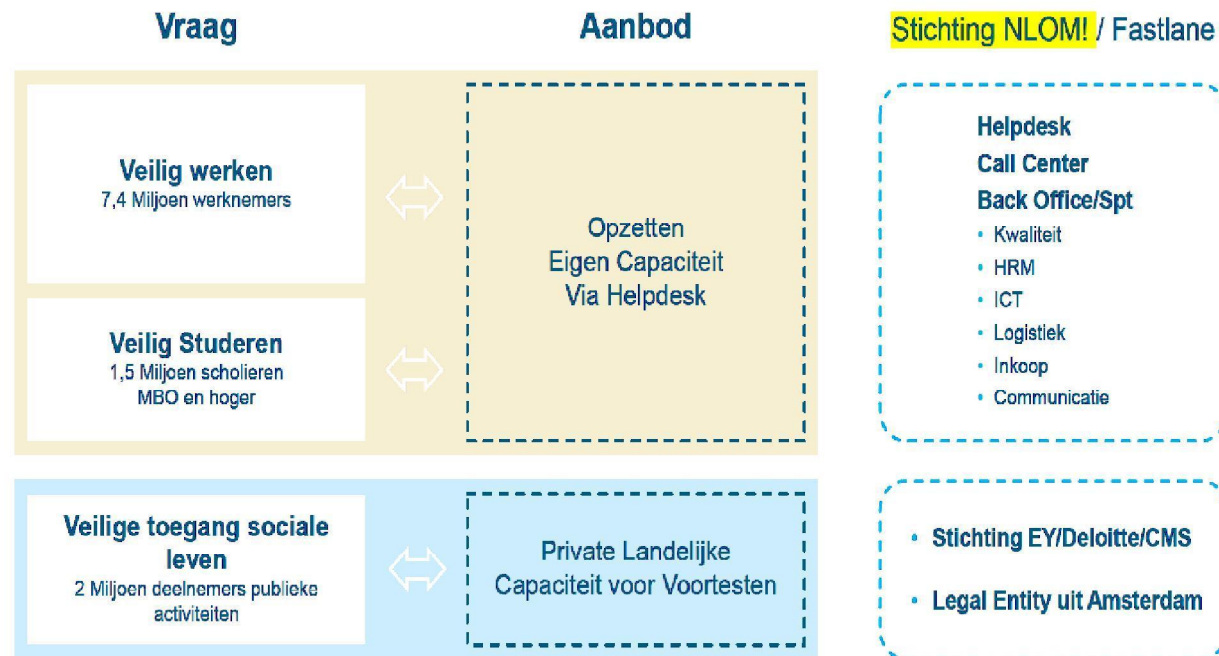 Vraag
Aanbod
Stichting NLOM! / Fastlane
Veilig werken
7,4 Miljoen werknemers
Veilig Studeren
1,5 Miljoen scholieren
MBO en hoger
Opzetten
Eigen Capaciteit
Via Helpdesk
Helpdesk
Call Center
Back Office/Spt
• Kwaliteit
• HRM
• ICT
• Logistiek
• Inkoop
• Communicatie
Veilige toegang sociale
leven
2 Miljoen deelnemers publieke
activiteiten
Private Landelijke
Capaciteit voor Voortesten
• Stichting EY/Deloitte/CMS
• Legal Entity uit Amsterdam